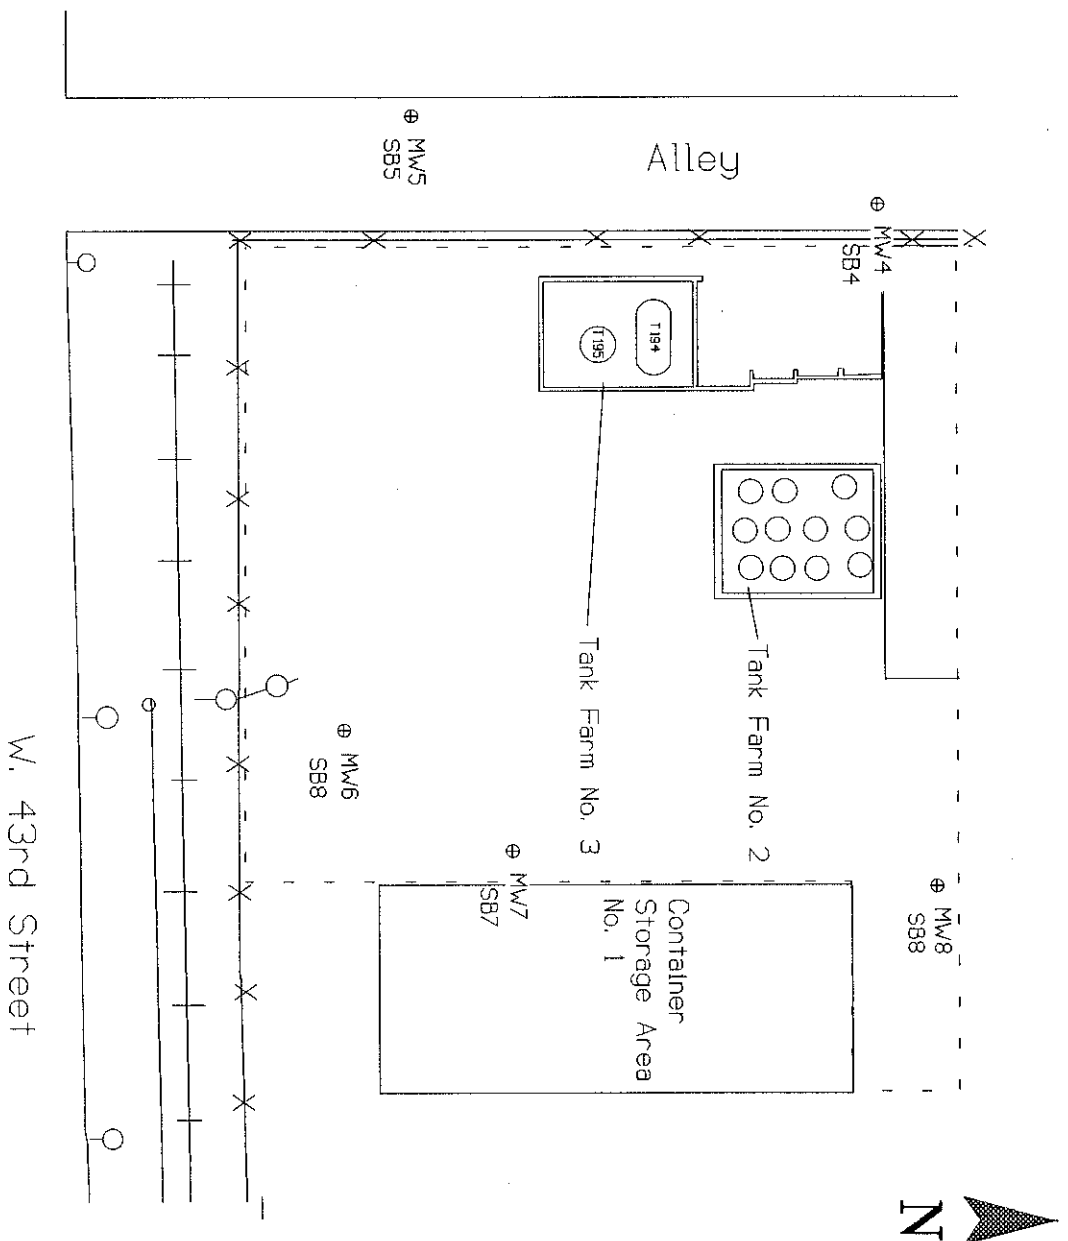 Alley
MW5
SB5
MW4
SB4
T194
T195
Tank Farm No. 3
Tank Farm No. 2
MW6
SB8
MW7
SB7
MW8
SB8
Container
Storage Area
No. 1
W. 43rd Street
N